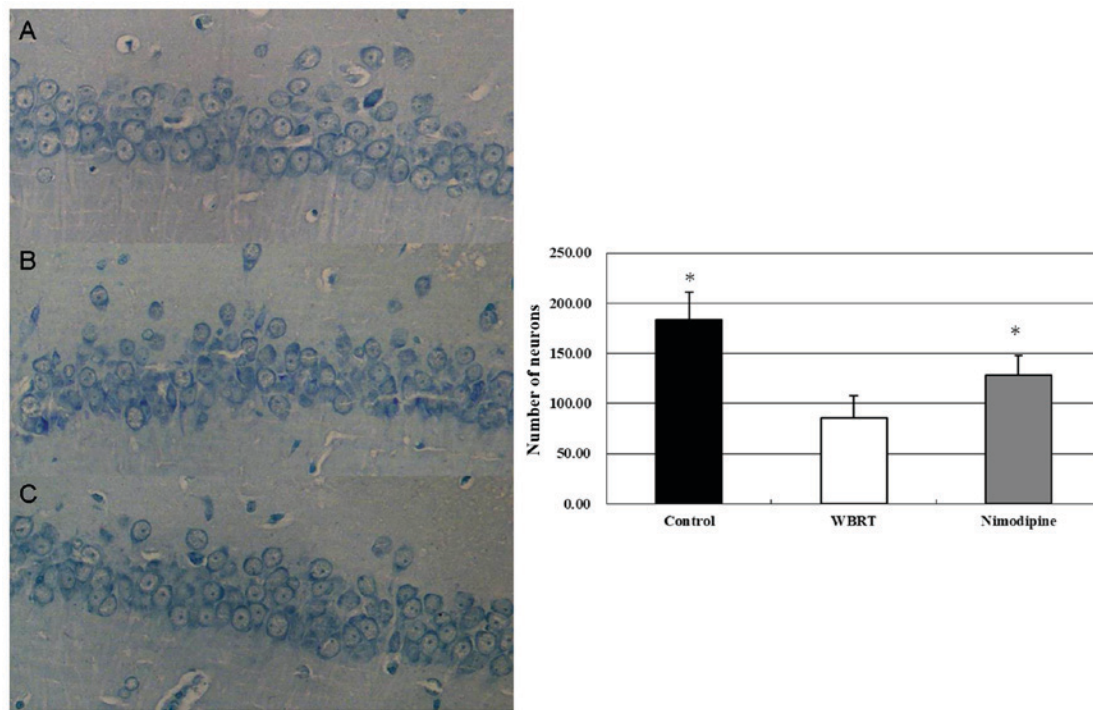 A
B
C
Number of neurons
250.00
200.00
150.00
100.00
50.00
0.00
*
*
Control
WBRT
Nimodipine